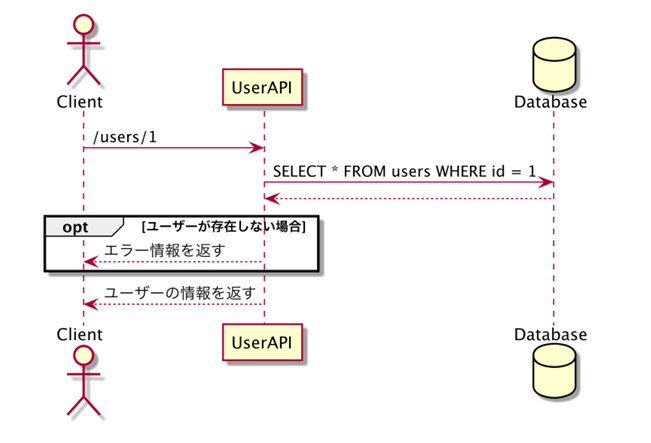 Client
UserAPI
Database
/users/1
SELECT * FROM users WHERE id = 1
opt
[ユーザーが存在しない場合]
エラー情報を返す
ユーザーの情報を返す
Client
UserAPI
Database